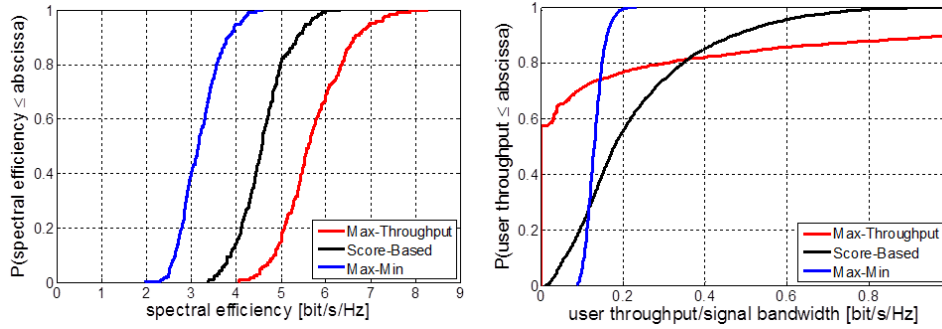 P(spectral efficiency ≤ abscissa)
1
0.8
0.6
0.4
0.2
0
0 1 2 3 4 5 6 7 8 9
spectral efficiency [bit/s/Hz]
Max-Throughput
Score-Based
Max-Min
P(user throughput ≤ abscissa)
1
0.8
0.6
0.4
0.2
0
0 0.2 0.4 0.6 0.8
user throughput/signal bandwidth [bit/s/Hz]
Max-Throughput
Score-Based
Max-Min